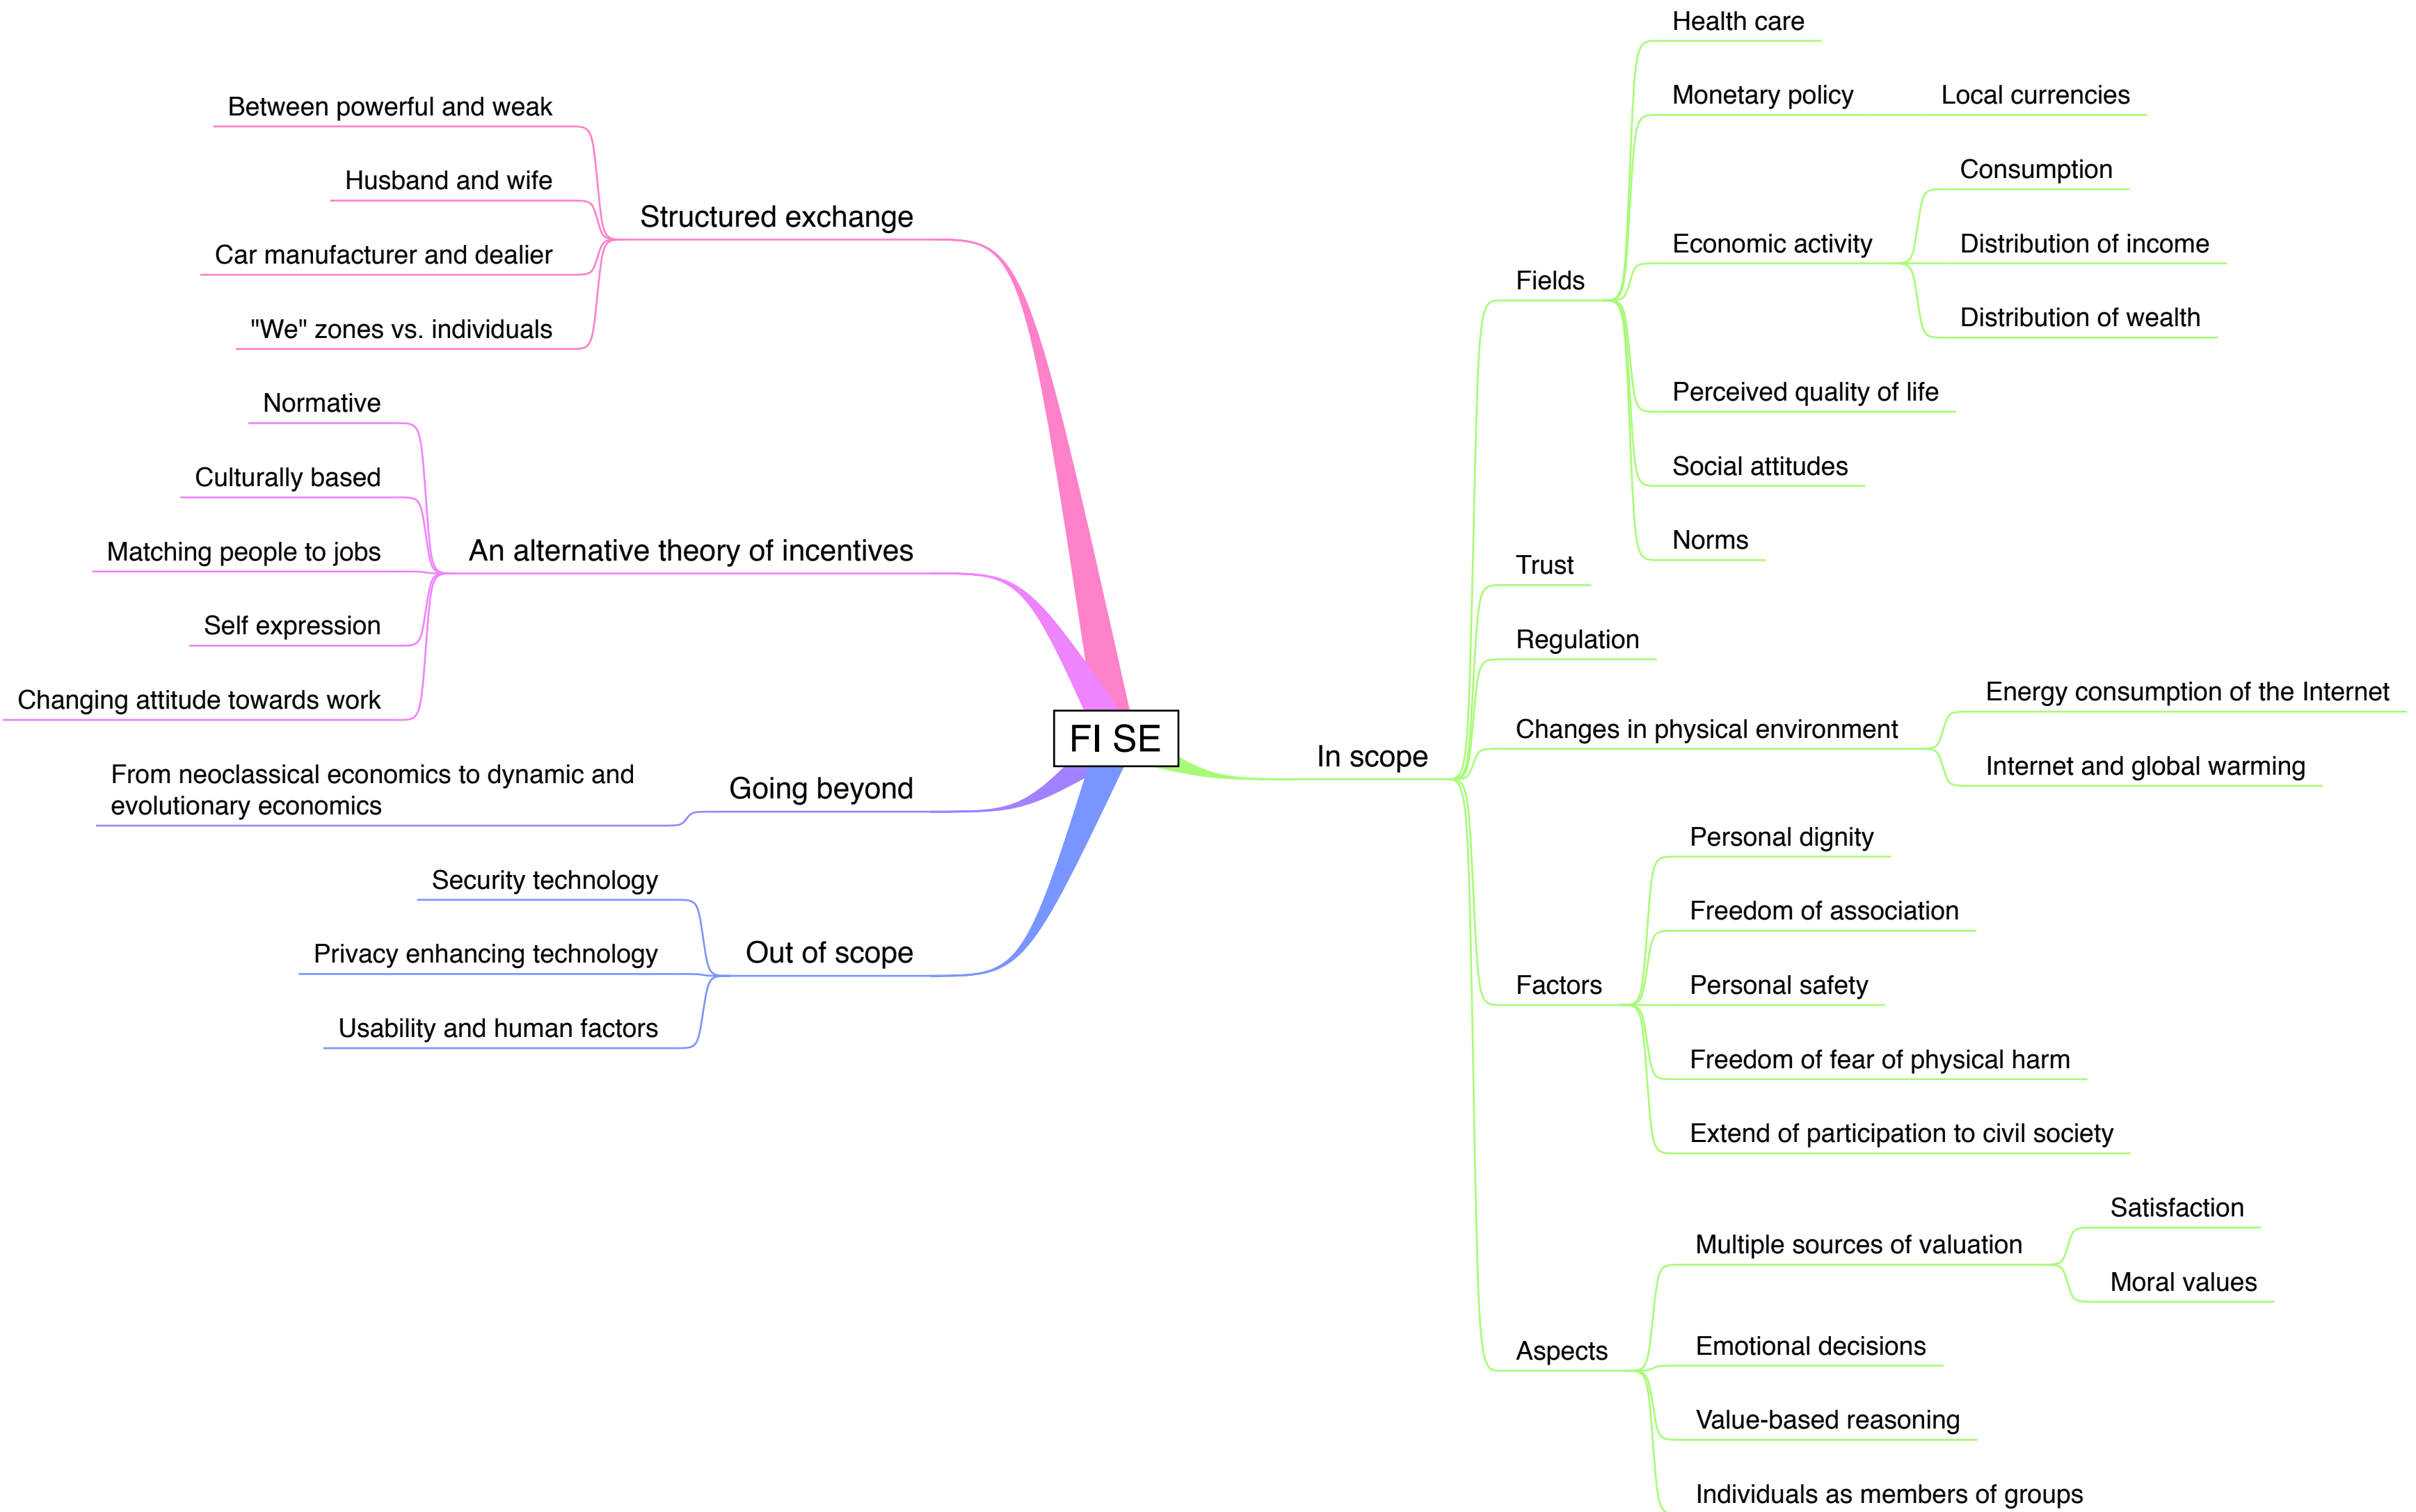 Between powerful and weak
Husband and wife
Car manufacturer and dealier
"We" zones vs. individuals
Structured exchange
Normative
Culturally based
Matching people to jobs
Self expression
Changing attitude towards work
An alternative theory of incentives
From neoclassical economics to dynamic and
evolutionary economics
Going beyond
Security technology
Privacy enhancing technology
Usability and human factors
Out of scope
FI SE
In scope
Fields
Health care
Monetary policy
Local currencies
Economic activity
Consumption
Distribution of income
Distribution of wealth
Perceived quality of life
Social attitudes
Norms
Trust
Regulation
Changes in physical environment
Energy consumption of the Internet
Internet and global warming
Factors
Personal dignity
Freedom of association
Personal safety
Freedom of fear of physical harm
Extend of participation to civil society
Aspects
Multiple sources of valuation
Satisfaction
Moral values
Emotional decisions
Value-based reasoning
Individuals as members of groups